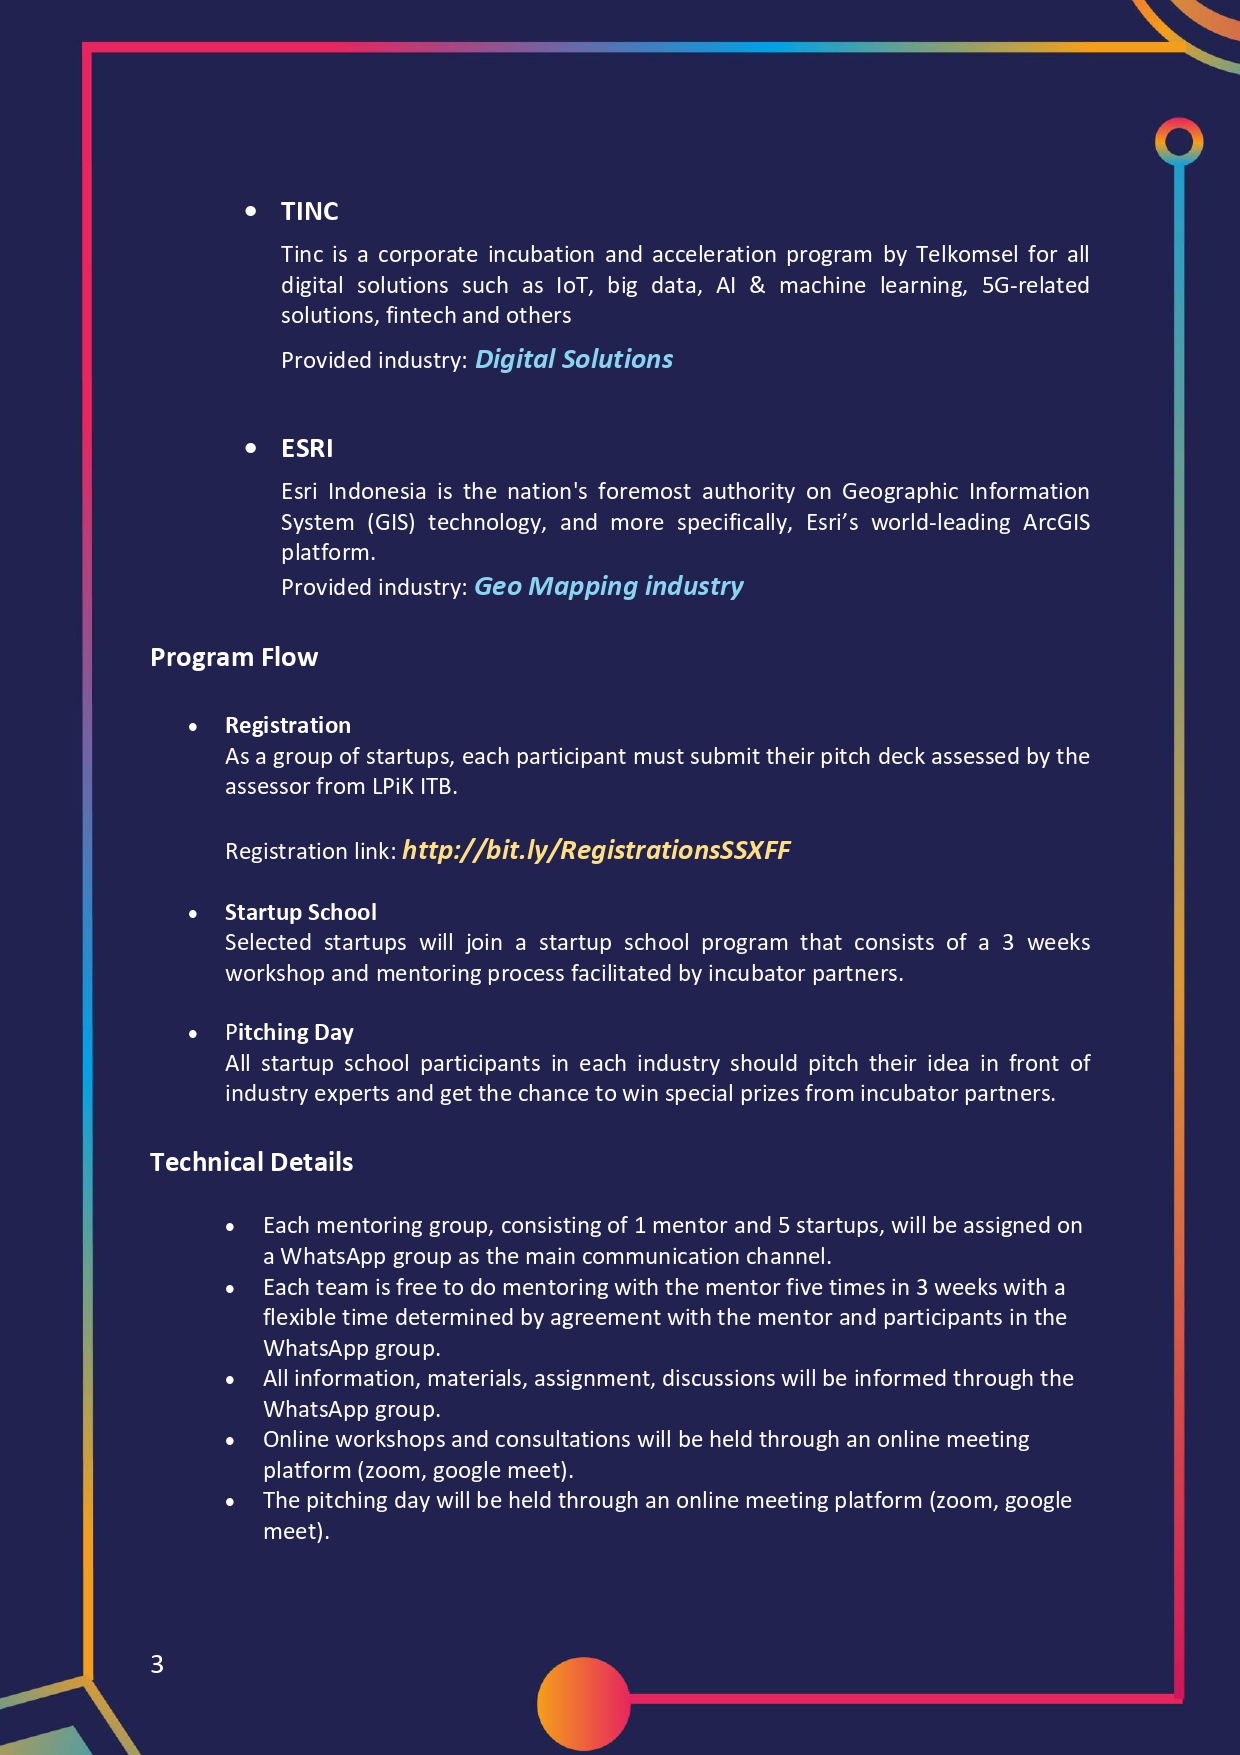 • TINC
Tinc is a corporate incubation and acceleration program by Telkomsel for all
digital solutions such as IoT, big data, AI & machine learning, 5G-related
solutions, fintech and others
Provided industry: Digital Solutions
• ESRI
Esri Indonesia is the nation's foremost authority on Geographic Information
System (GIS) technology, and more specifically, Esri’s world-leading ArcGIS
platform.
Provided industry: Geo Mapping industry
Program Flow
• Registration
As a group of startups, each participant must submit their pitch deck assessed by the
assessor from LPiK ITB.
Registration link: http://bit.ly/RegistrationsSSXFF
• Startup School
Selected startups will join a startup school program that consists of a 3 weeks
workshop and mentoring process facilitated by incubator partners.
• Pitching Day
All startup school participants in each industry should pitch their idea in front of
industry experts and get the chance to win special prizes from incubator partners.
Technical Details
• Each mentoring group, consisting of 1 mentor and 5 startups, will be assigned on
a WhatsApp group as the main communication channel.
• Each team is free to do mentoring with the mentor five times in 3 weeks with a
flexible time determined by agreement with the mentor and participants in the
WhatsApp group.
• All information, materials, assignment, discussions will be informed through the
WhatsApp group.
• Online workshops and consultations will be held through an online meeting
platform (zoom, google meet).
• The pitching day will be held through an online meeting platform (zoom, google
meet).
3